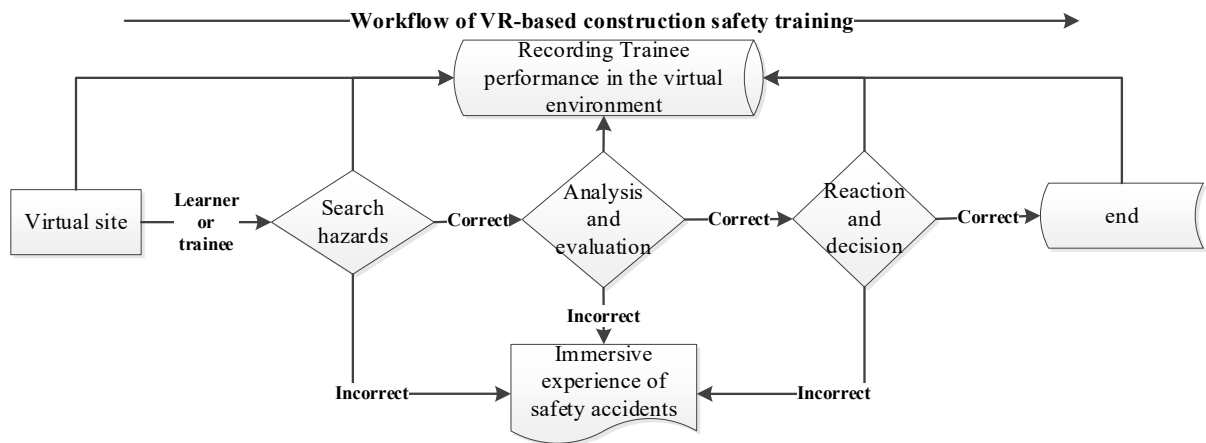 Workflow of VR-based construction safety training
Recording Trainee
performance in the virtual
environment
Virtual site
Learner
or
trainee
Search
hazards
Correct
Analysis
and
evaluation
Correct
Reaction
and
decision
Correct
end
Incorrect
Incorrect
Immersive
experience of
safety accidents
Incorrect